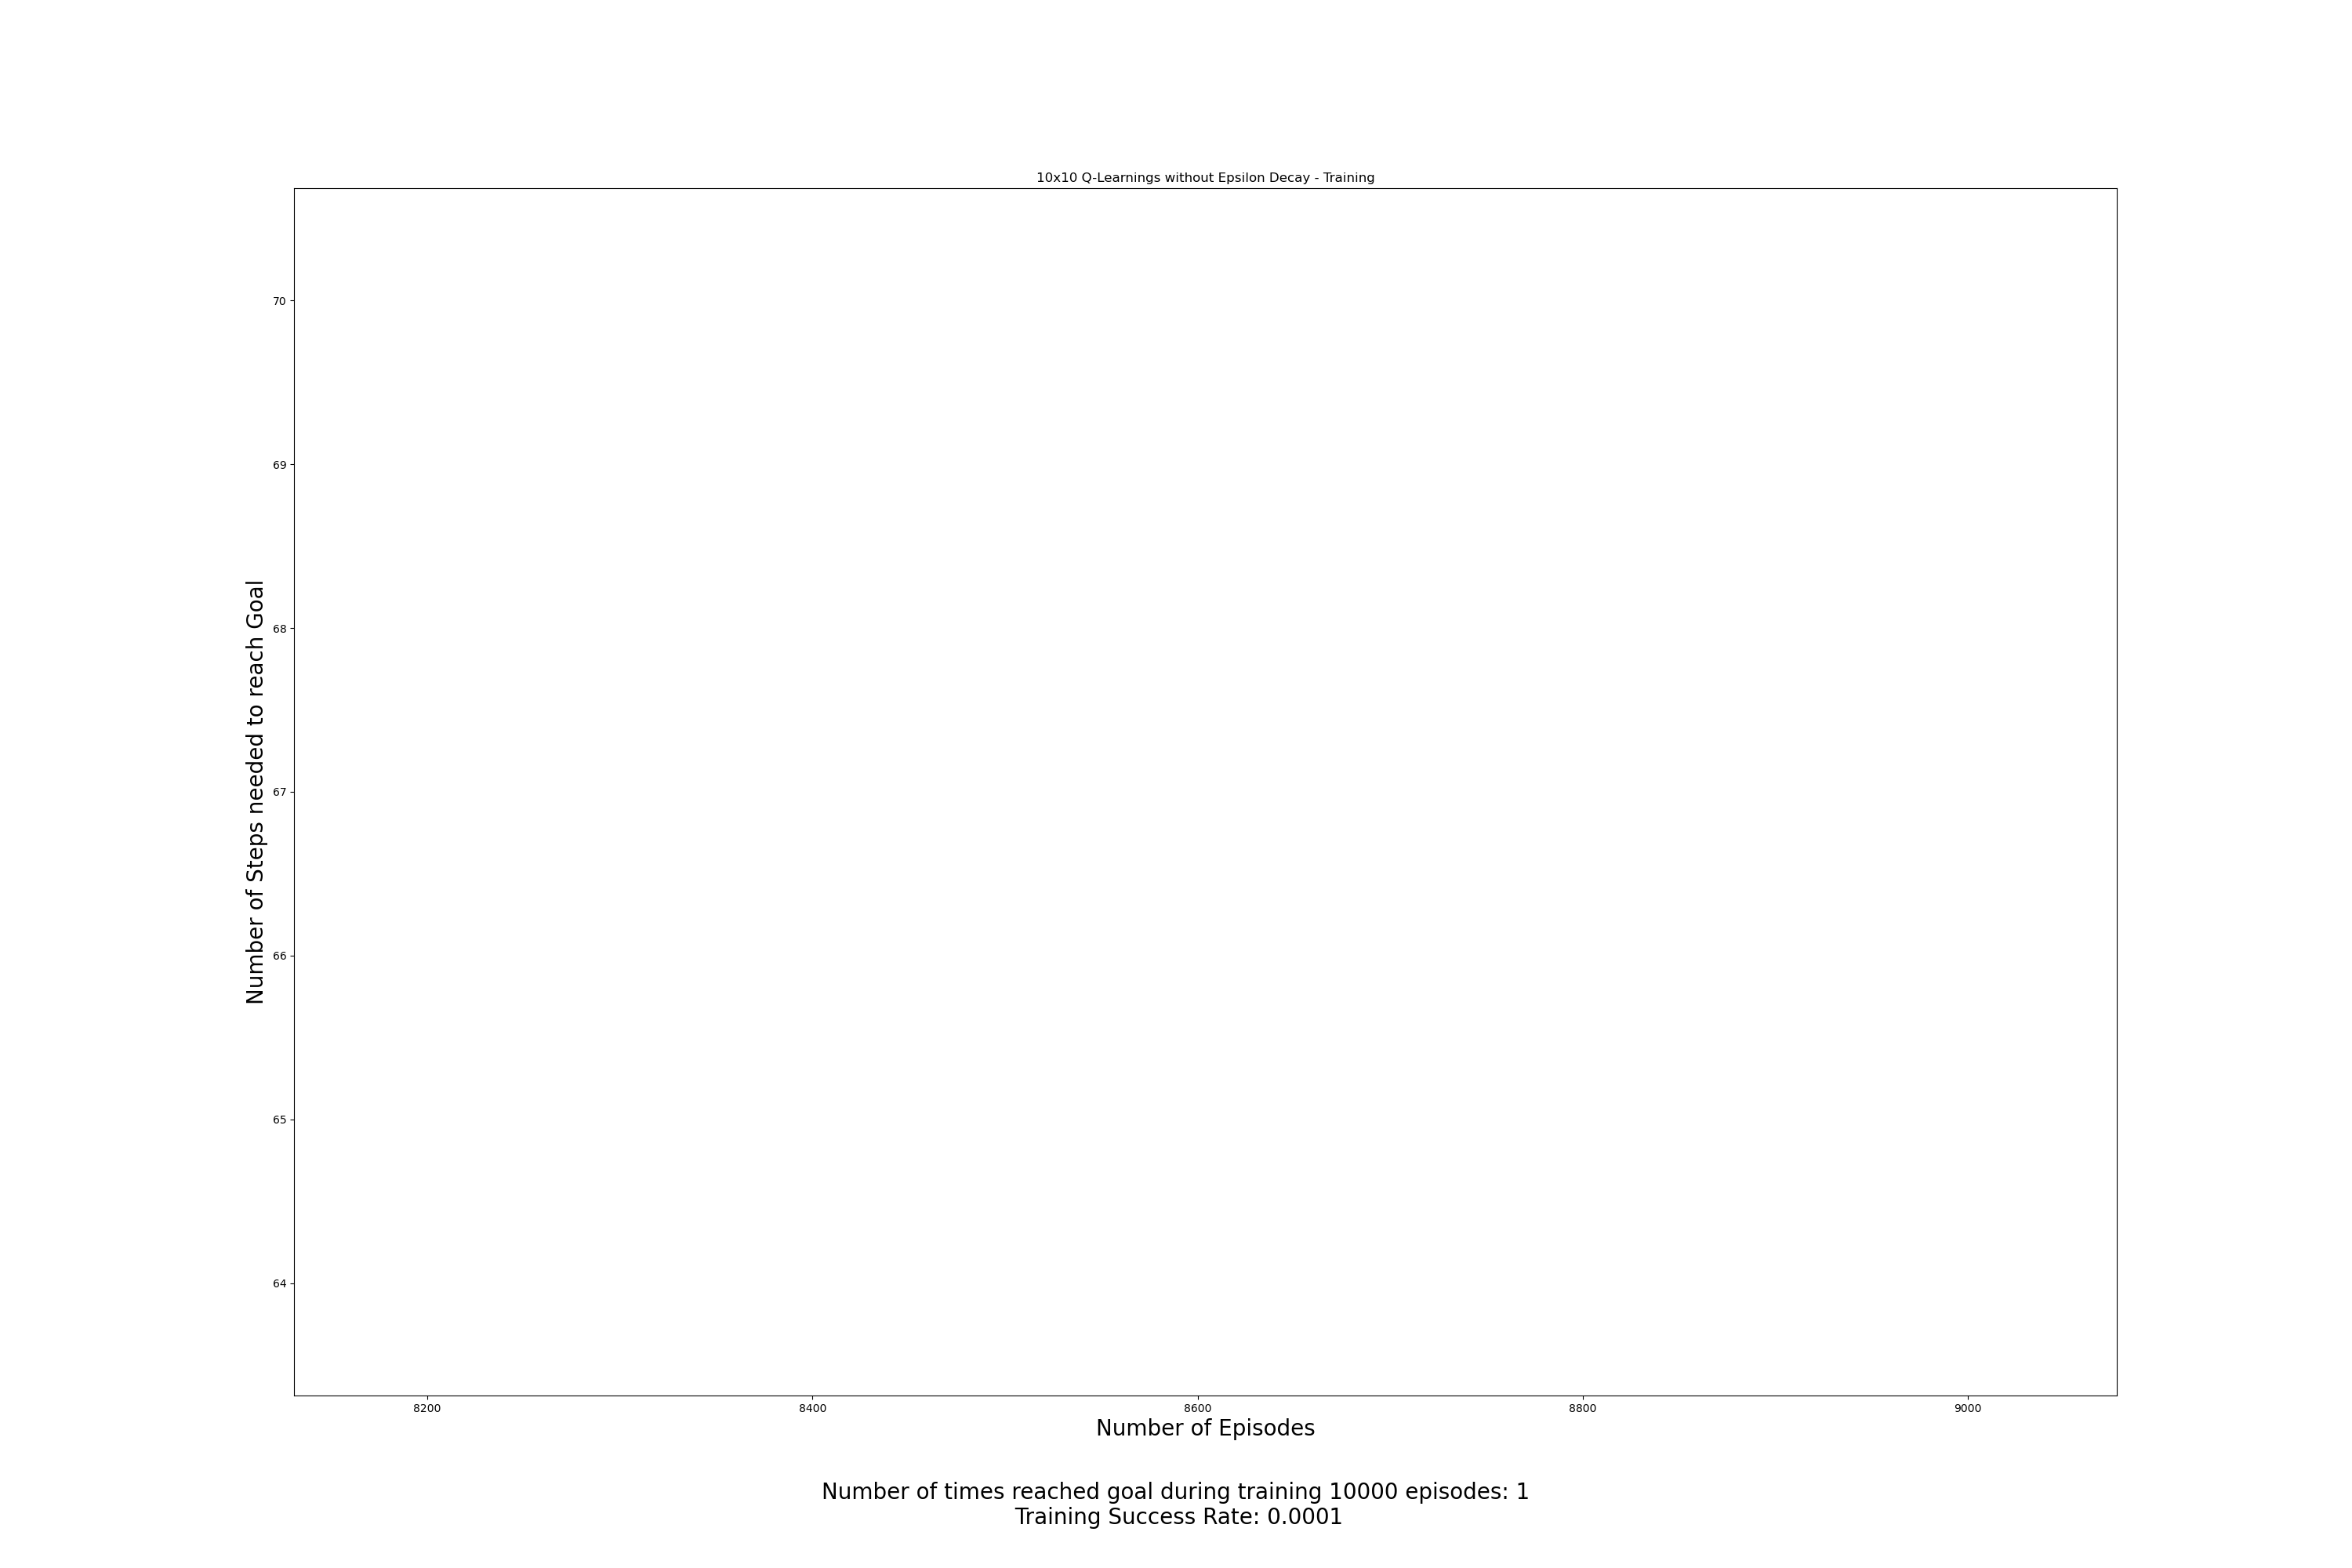 10x10 Q-Learnings without Epsilon Decay - Training
70
69
68
67
66
65
64
Number of Steps needed to reach Goal
8200 8400 8600 8800 9000
Number of Episodes
Number of times reached goal during training 10000 episodes: 1
Training Success Rate: 0.0001